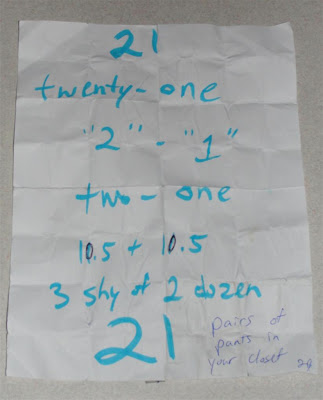 21
twenty-one
"2" - "1"
two-one
10.5 + 10.5
3 shy of 2 dozen
21
pairs of
pants in
your closet